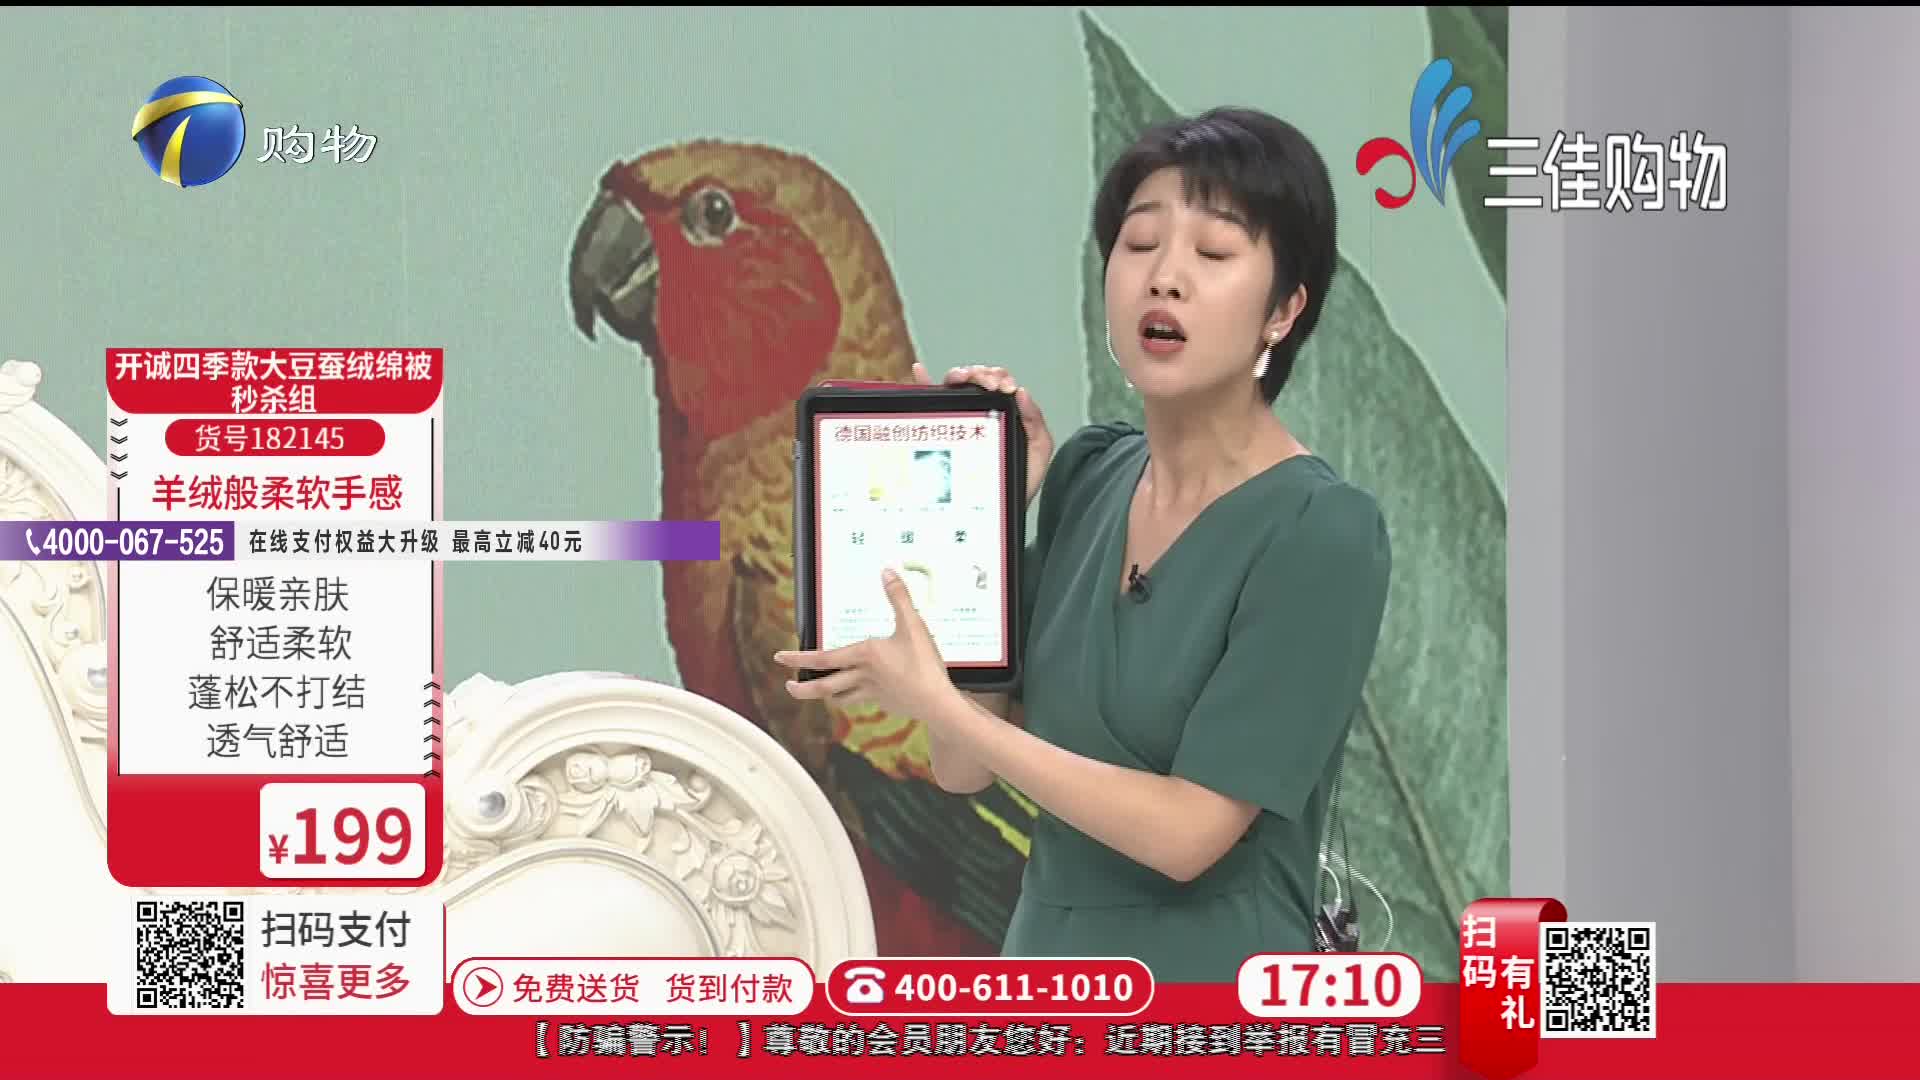 购物
三佳购物
开诚四季款大豆蚕绒绵被
秒杀组
货号182145
羊绒般柔软手感
4000-067-525 在线支付权益大升级 最高立减40元
保暖亲肤
舒适柔软
蓬松不打结
透气舒适
¥199
德国融创纺织技术
轻 暖 柔
扫码支付
惊喜更多
免费送货 货到付款
400-611-1010
17:10
扫码
有礼
【防骗警示！】尊敬的会员朋友您好：近期接到举报有冒充三